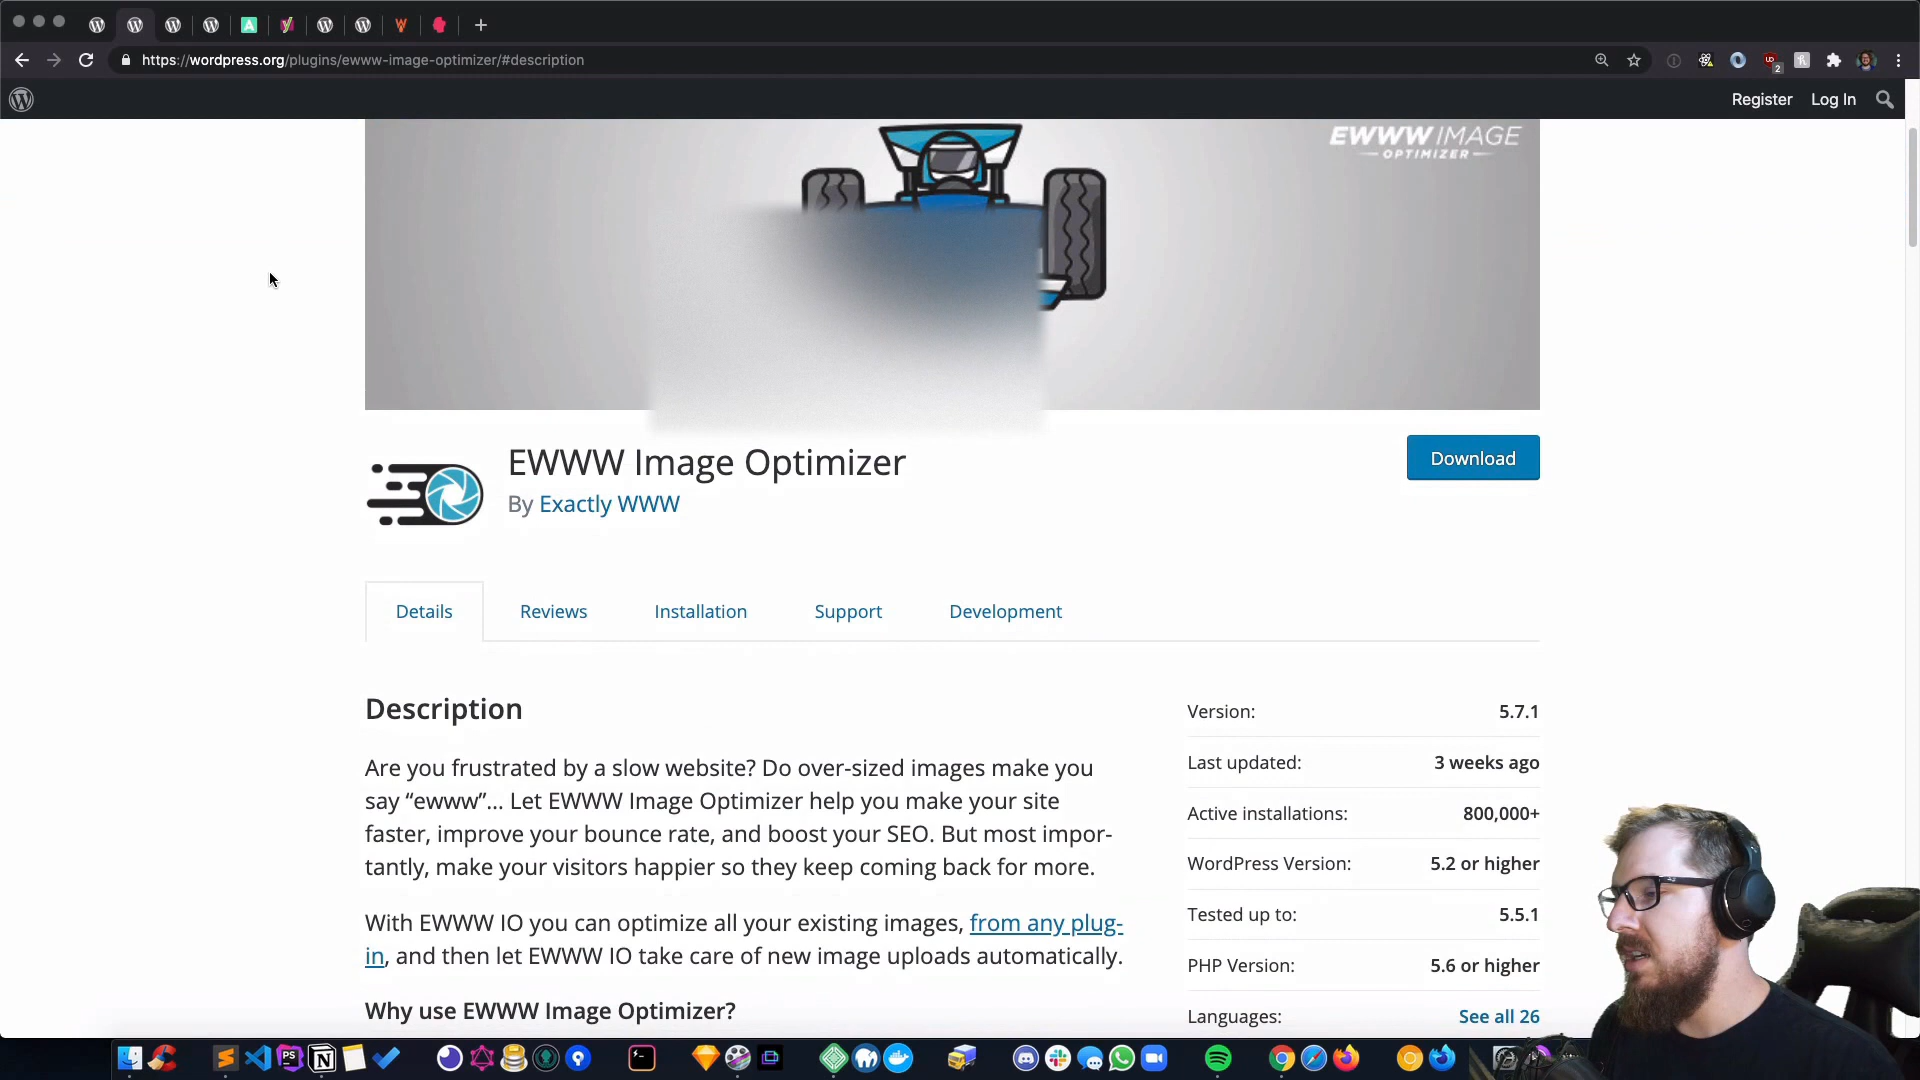 https://wordpress.org/plugins/ewww-image-optimizer/#description
Register Log In
EWWW IMAGE
OPTIMIZER
EWWW Image Optimizer
By Exactly WWW
Download
Details Reviews Installation Support Development
Description
Are you frustrated by a slow website? Do over-sized images make you
say “ewww”… Let EWWW Image Optimizer help you make your site
faster, improve your bounce rate, and boost your SEO. But most impor-
tantly, make your visitors happier so they keep coming back for more.
With EWWW IO you can optimize all your existing images, from any plug-
in, and then let EWWW IO take care of new image uploads automatically.
Why use EWWW Image Optimizer?
Version: 5.7.1
Last updated: 3 weeks ago
Active installations: 800,000+
WordPress Version: 5.2 or higher
Tested up to: 5.5.1
PHP Version: 5.6 or higher
Languages: See all 26